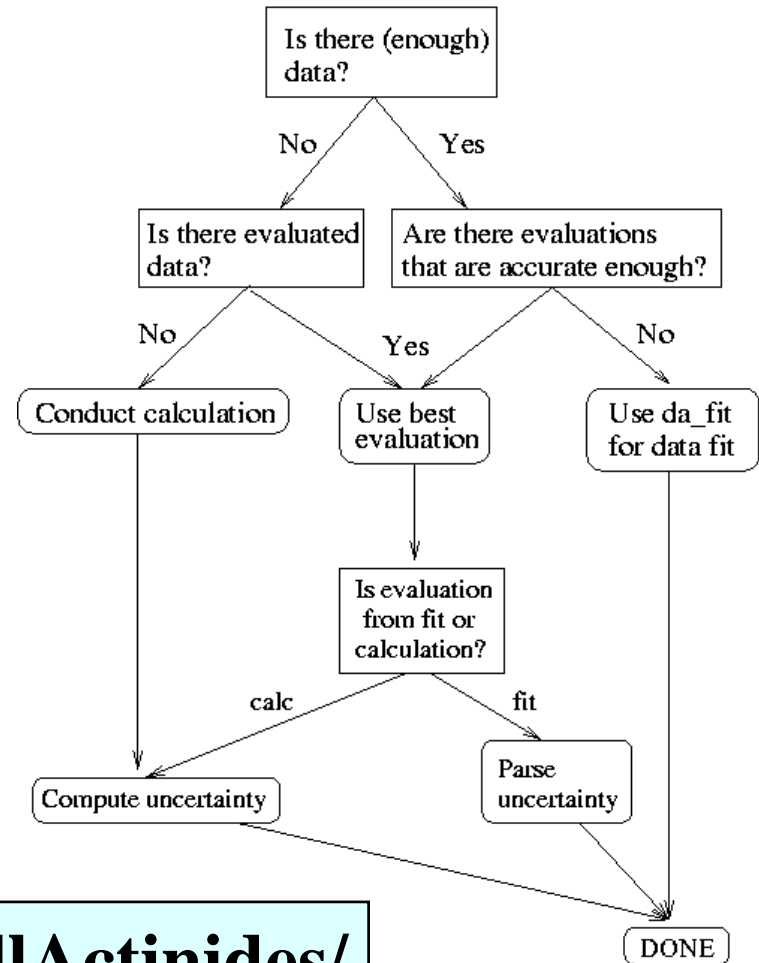 Is there (enough)
data?
No
Yes
Is there evaluated
data?
Are there evaluations
that are accurate enough?
No
Yes
No
Conduct calculation
Use best
evaluation
Use da_fit
for data fit
Is evaluation
from fit or
calculation?
calc
fit
Parse
uncertainty
Compute uncertainty
DONE
llActinides/